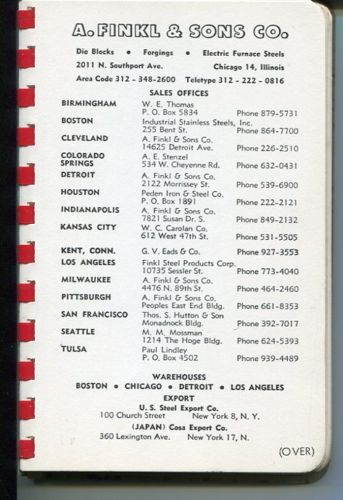 A. FINKL & SONS CO.
Die Blocks • Forgings • Electric Furnace Steels
2011 N. Southport Ave. Chicago 14, Illinois
Area Code 312 - 348-2600 Teletype 312 - 222 - 0816
SALES OFFICES
BIRMINGHAM W. E. Thomas
P. O. Box 5834 Phone 879-5731
BOSTON Industrial Stainless Steels, Inc.
255 Bent St. Phone 864-7700
CLEVELAND A. Finkl & Sons Co.
14625 Detroit Ave. Phone 226-2510
COLORADO A. E. Stenzel
SPRINGS 534 W. Cheyenne Rd. Phone 632-0431
DETROIT A. Finkl & Sons Co.
2122 Morrissey St. Phone 539-6900
HOUSTON Peden Iron & Steel Co.
P. O. Box 1891 Phone 222-2121
INDIANAPOLIS A. Finkl & Sons Co.
7821 Susan Dr. S. Phone 849-2132
KANSAS CITY W. C. Carolan Co.
612 West 47th St. Phone 531-5505
KENT, CONN. G. V. Eads & Co. Phone 927-3553
LOS ANGELES Finkl Steel Products Corp.
10735 Sessler St. Phone 773-4040
MILWAUKEE A. Finkl & Sons Co.
4476 N. 89th St. Phone 464-2460
PITTSBURGH A. Finkl & Sons Co.
Peoples East End Bldg. Phone 661-8353
SAN FRANCISCO Thos. S. Hutton & Son
Monadnock Bldg. Phone 392-7017
SEATTLE M. M. Mossman
1214 The Hoge Bldg. Phone 624-5393
TULSA Paul Lindley
P. O. Box 4502 Phone 939-4489
WAREHOUSES
BOSTON • CHICAGO • DETROIT • LOS ANGELES
EXPORT
U. S. Steel Export Co.
100 Church Street New York 8, N. Y.
(JAPAN) Cosa Export Co.
360 Lexington Ave. New York 17, N.
(OVER)